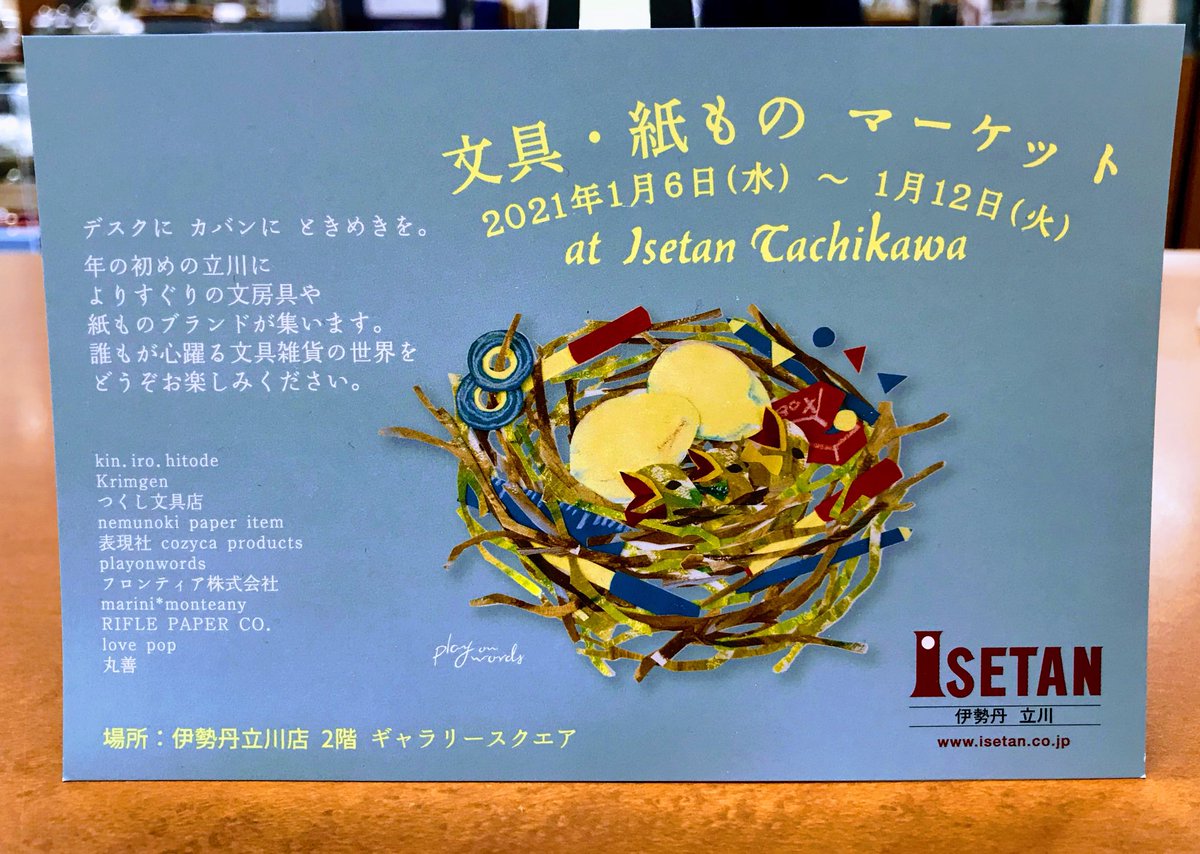 文具・紙もの マーケット
2021年1月6日(水) ～ 1月12日(火)
at Isetan Tachikawa
デスクに カバンに ときめきを。
年の初めの立川に
よりすぐりの文房具や
紙ものブランドが集います。
誰もが心躍る文具雑貨の世界を
どうぞお楽しみください。
kin.iro.hitode
Krimgen
つくし文具店
nemunoki paper item
表現社 cozyca products
playonwords
フロンティア株式会社
marini*monteany
RIFLE PAPER CO.
love pop
丸善
play on
words
場所：伊勢丹立川店 2階 ギャラリースクエア
ISETAN
伊勢丹 立川
www.isetan.co.jp